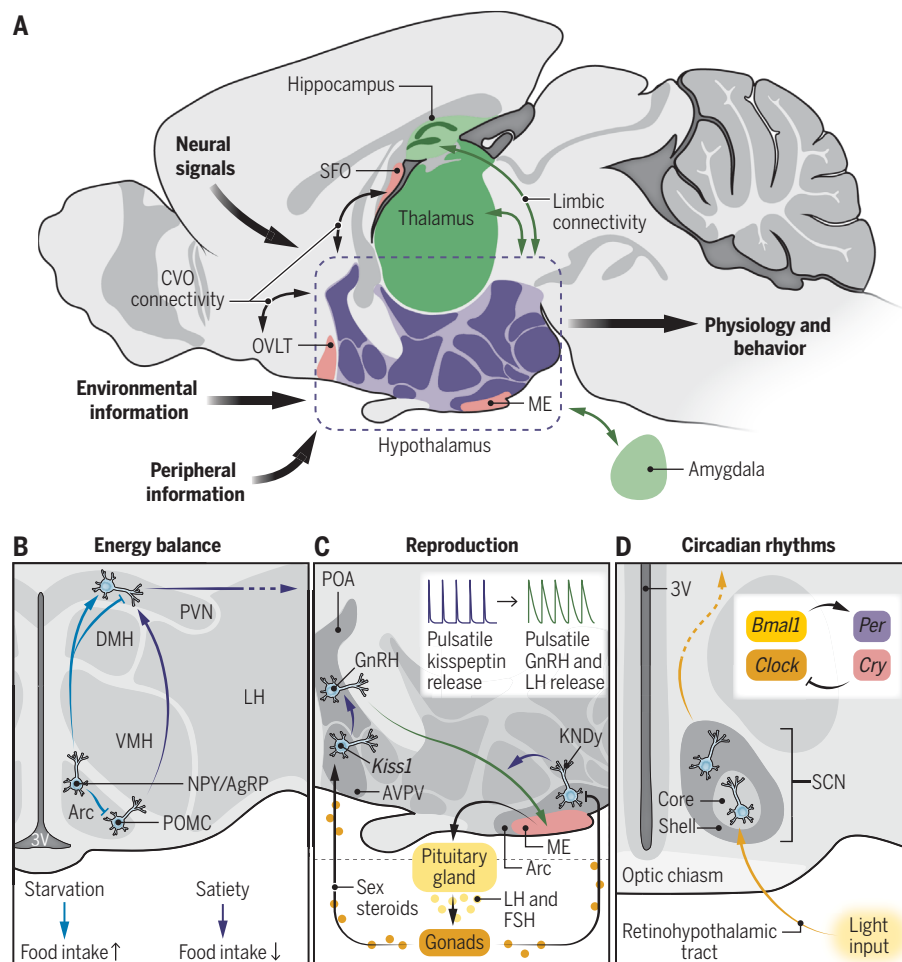 A
Hippocampus
Neural
signals
SFO
Thalamus
Limbic
connectivity
CVO
connectivity
OVLT
Physiology and
behavior
Environmental
information
ME
Hypothalamus
Peripheral
information
Amygdala
B Energy balance
PVN
DMH
LH
VMH
NPY/AgRP
Arc
POMC
3V
Starvation
Satiety
Food intake ↑
Food intake ↓
C Reproduction
POA
Pulsatile
kisspeptin
release
Pulsatile
GnRH and
LH release
GnRH
KNDy
Kiss1
AVPV
ME
Arc
Pituitary
gland
Sex
steroids
LH and
FSH
Gonads
D Circadian rhythms
3V
Bmal1
Per
Clock
Cry
SCN
Core
Shell
Optic chiasm
Retinohypothalamic
tract
Light
input